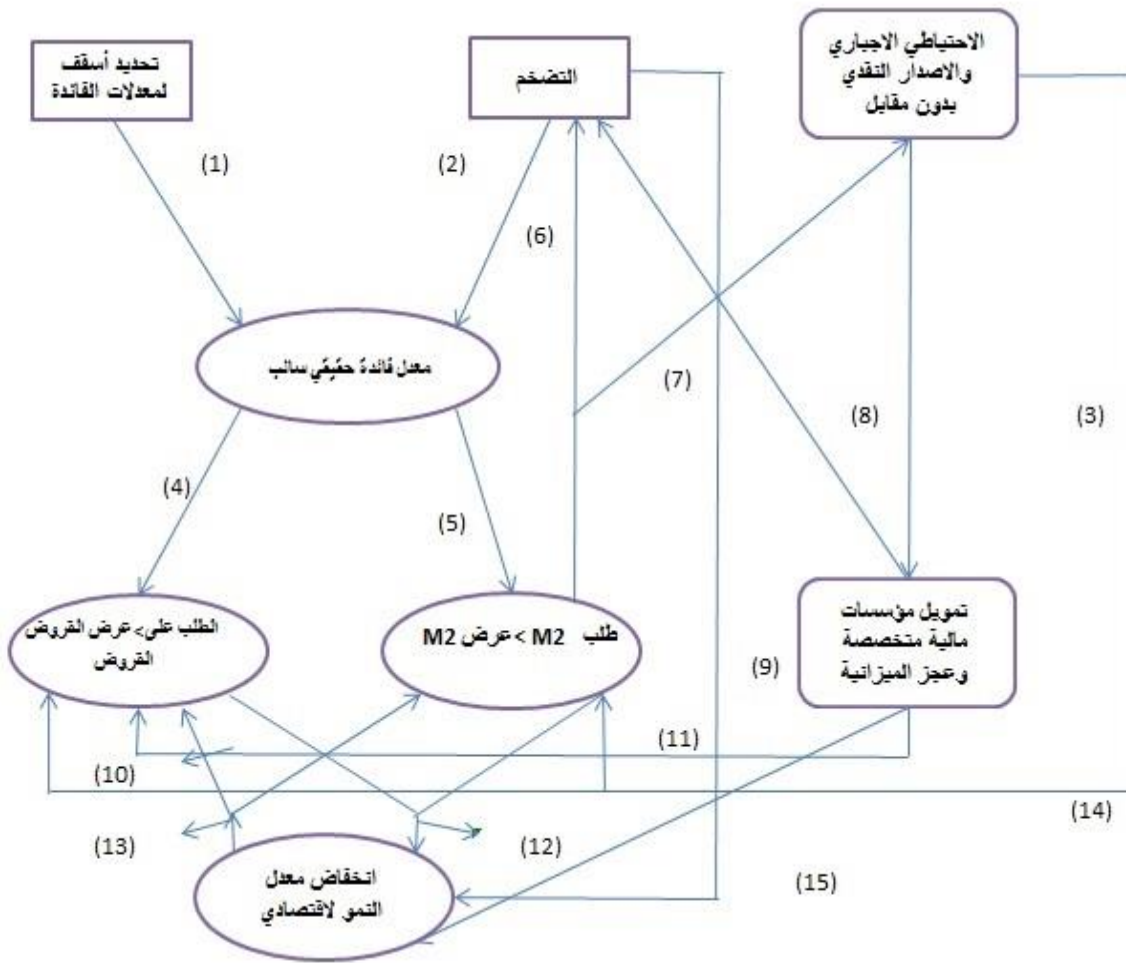 تحديد أسقف
لمعدلات الفائدة
التضخم
الاحتياطي الاجباري
والاصدار النقدي
بدون مقابل
(1)
(2)
(6)
(7)
(8)
(3)
معدل فائدة حقيقي سالب
(4)
(5)
الطلب على> عرض القروض
القروض
طلب M2 > عرض M2
تمويل مؤسسات
مالية متخصصة
وعجز الميزانية
(9)
(10)
(11)
(13)
(12)
(14)
(15)
انخفاض معدل
النمو لاقتصادي